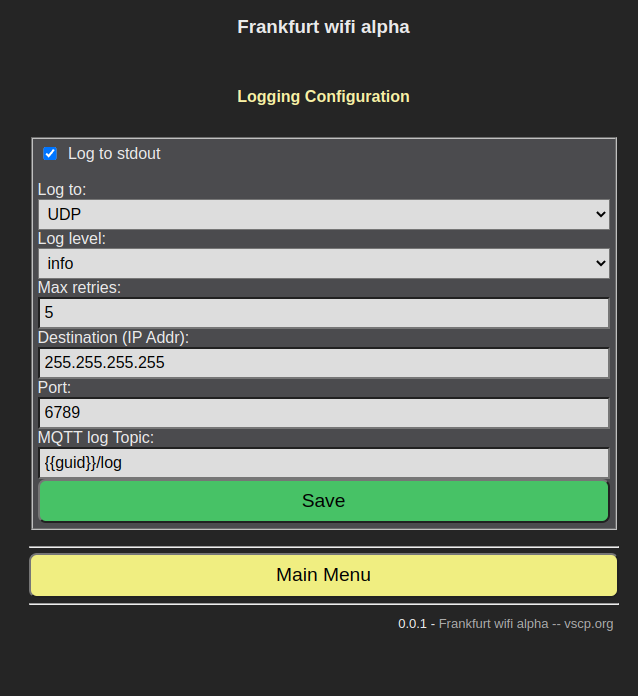 Frankfurt wifi alpha
Logging Configuration
Log to stdout
Log to:
UDP
Log level:
info
Max retries:
5
Destination (IP Addr):
255.255.255.255
Port:
6789
MQTT log Topic:
{{guid}}/log
Save
Main Menu
0.0.1 - Frankfurt wifi alpha -- vscp.org